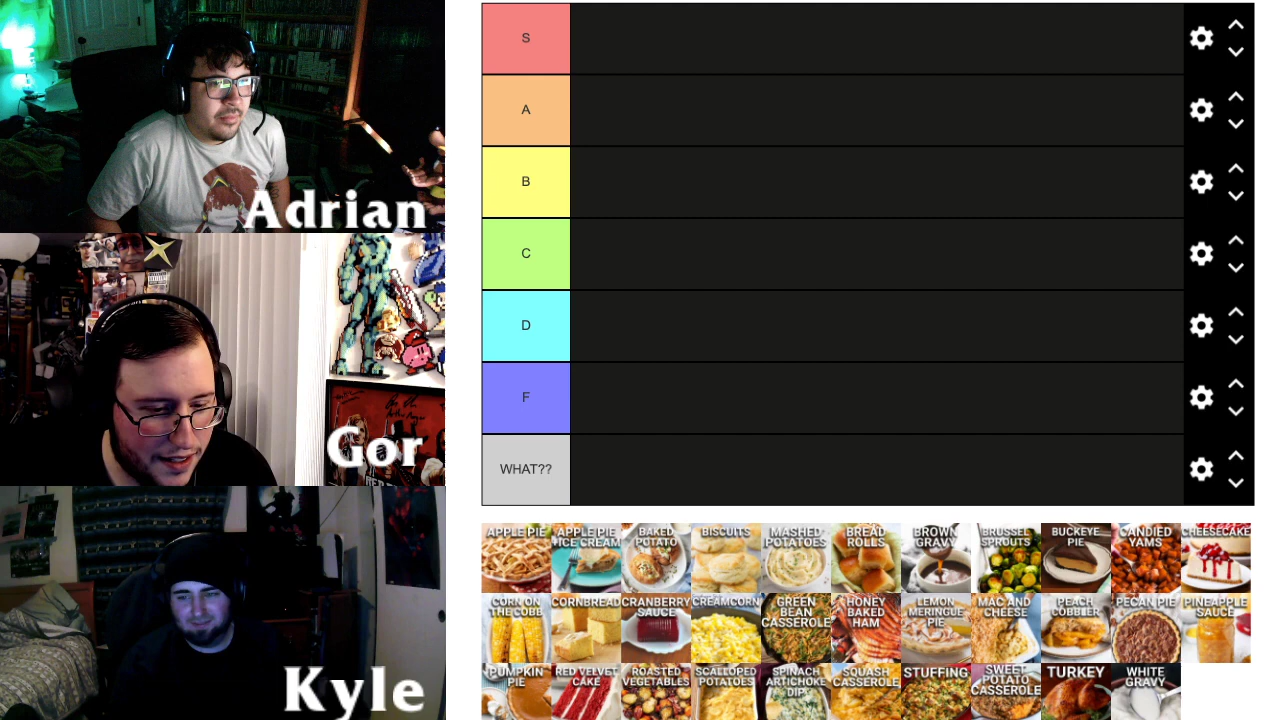 Adrian
Gor
Kyle
S
A
B
C
D
F
WHAT??
APPLE PIE
APPLE PIE
ICE CREAM
BAKED
POTATO
BISCUITS
MASHED
POTATOES
BREAD
ROLLS
BROWN
GRAVY
BRUSSEL
SPROUTS
BUCKEYE
PIE
CANDIED
YAMS
CHEESECAKE
CORN ON
THE COBB
CORNBREAD
CRANBERRY
SAUCE
CREAMCORN
GREEN
BEAN
CASSEROLE
HONEY
BAKED
HAM
LEMON
MERINGUE
PIE
MAC AND
CHEESE
PEACH
COBBLER
PECAN PIE
PINEAPPLE
SAUCE
PUMPKIN
PIE
RED VELVET
CAKE
ROASTED
VEGETABLES
SCALLOPED
POTATOES
SPINACH
ARTICHOKE
DIP
SQUASH
CASSEROLE
STUFFING
SWEET
POTATO
CASSEROLE
TURKEY
WHITE
GRAVY